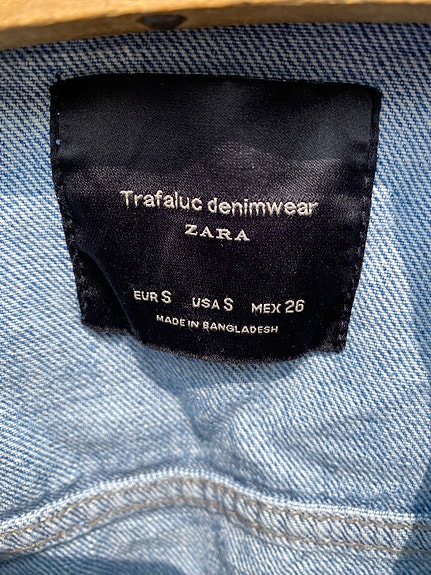 Trafaluc denimwear
ZARA
EUR S USA S MEX 26
MADE IN BANGLADESH